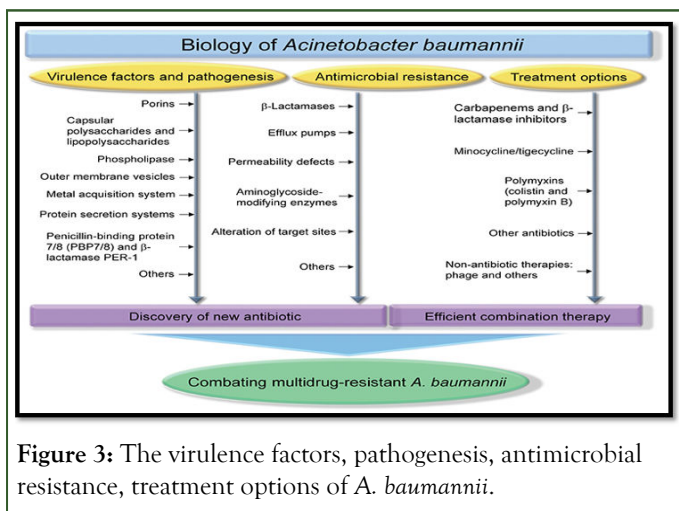 Biology of Acinetobacter baumannii
Virulence factors and pathogenesis
Porins
Capsular
polysaccharides and
lipopolysaccharides
Phospholipase
Outer membrane vesicles
Metal acquisition system
Protein secretion systems
Penicillin-binding protein
7/8 (PBP7/8) and β-
lactamase PER-1
Others
Antimicrobial resistance
β-Lactamases
Efflux pumps
Permeability defects
Aminoglycoside-
modifying enzymes
Alteration of target sites
Others
Treatment options
Carbapenems and β-
lactamase inhibitors
Minocycline/tigecycline
Polymyxins
(colistin and
polymyxin B)
Other antibiotics
Non-antibiotic therapies:
phage and others
Discovery of new antibiotic
Efficient combination therapy
Combating multidrug-resistant A. baumannii
Figure 3: The virulence factors, pathogenesis, antimicrobial
resistance, treatment options of A. baumannii.